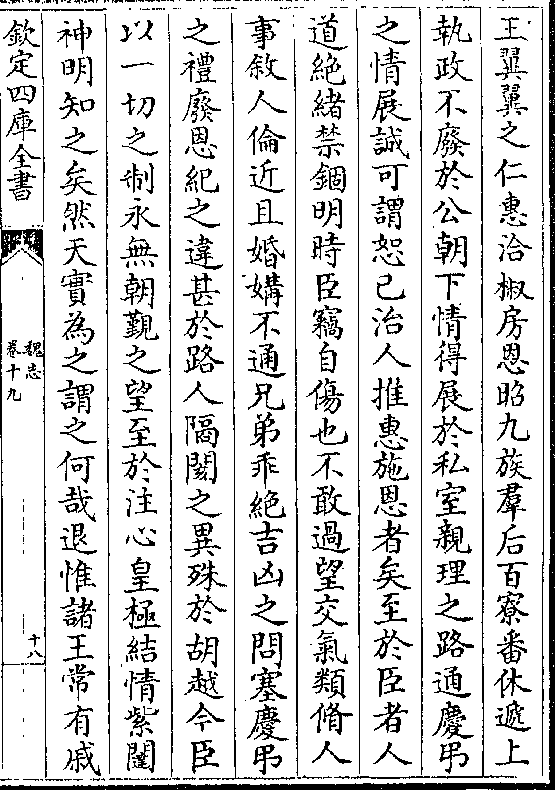 王翼翼之仁惠洽椒房恩昭九族羣后百寮番休遞上
執政不廢於公朝下情得展於私室親理之路通慶弔
之情展誠可謂恕己治人推惠施恩者矣至於臣者人
道絶緒禁錮明時臣竊自傷也不敢過望交氣類脩人
事敘人倫近且婚媾不通兄弟乖絶吉凶之問塞慶弔
之禮廢恩紀之違甚於路人隔閡之異殊於胡越今臣
以一切之制永無朝覲之望至於注心皇極結情紫闥
神明知之矣然天實為之謂之何哉退惟諸王常有戚
欽定四庫全書
魏志
卷十九
十八